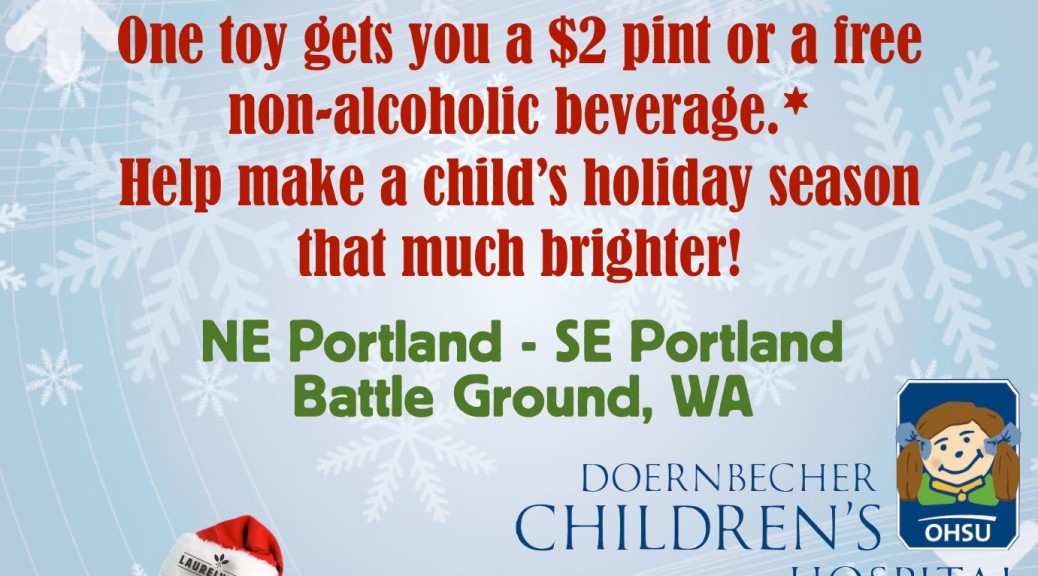 One toy gets you a $2 pint or a free
non-alcoholic beverage.*
Help make a child's holiday season
that much brighter!
NE Portland - SE Portland
Battle Ground, WA
DOERNBECHER
CHILDREN'S
HOSPITAL
OHSU